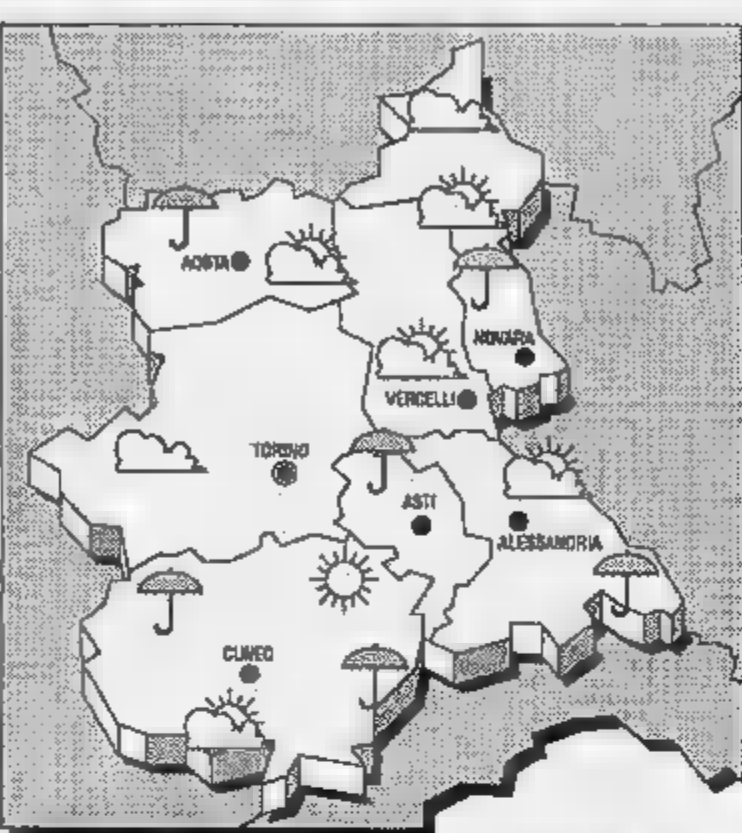 AOSTA
NOVARA
VERCELLI
TORINO
ASTI
ALESSANDRIA
CUNEO